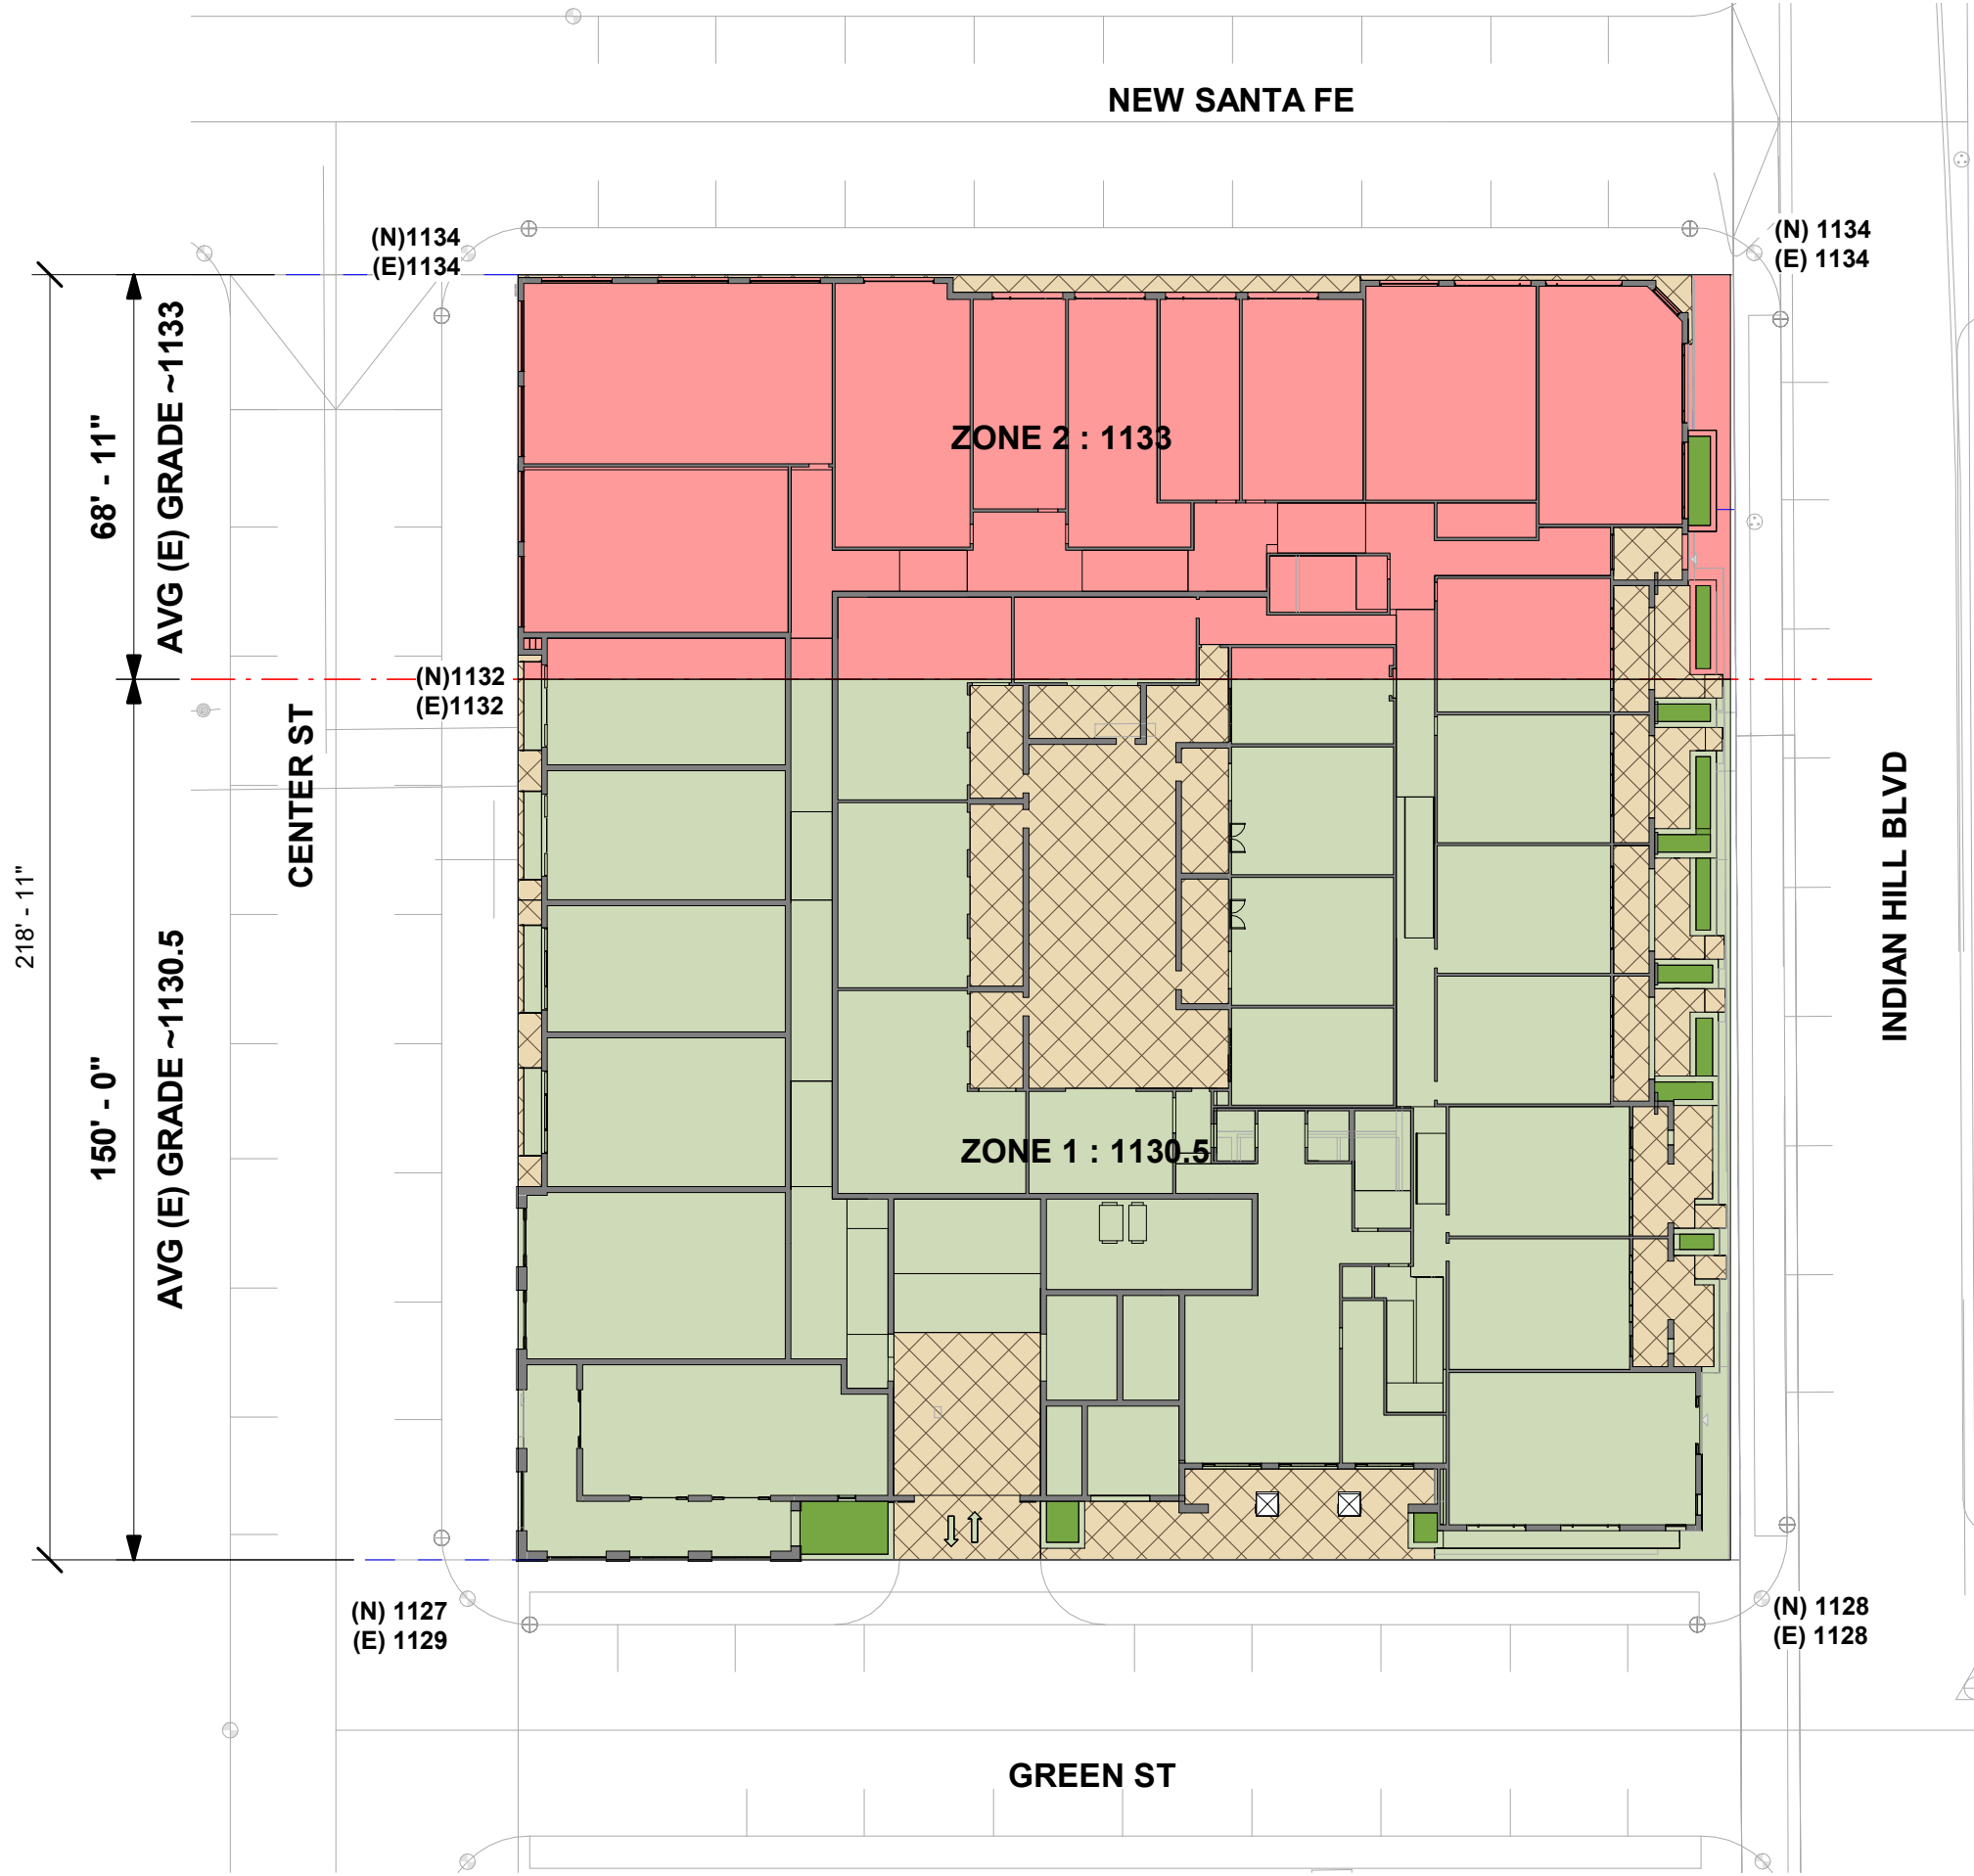 NEW SANTA FE
(N)1134
(E)1134
(N) 1134
(E) 1134
AVG (E) GRADE ~1133
68' - 11"
ZONE 2 : 1133
(N)1132
(E)1132
CENTER ST
INDIAN HILL BLVD
218' - 11"
AVG (E) GRADE ~1130.5
150' - 0"
ZONE 1 : 1130.5
(N) 1127
(E) 1129
(N) 1128
(E) 1128
GREEN ST